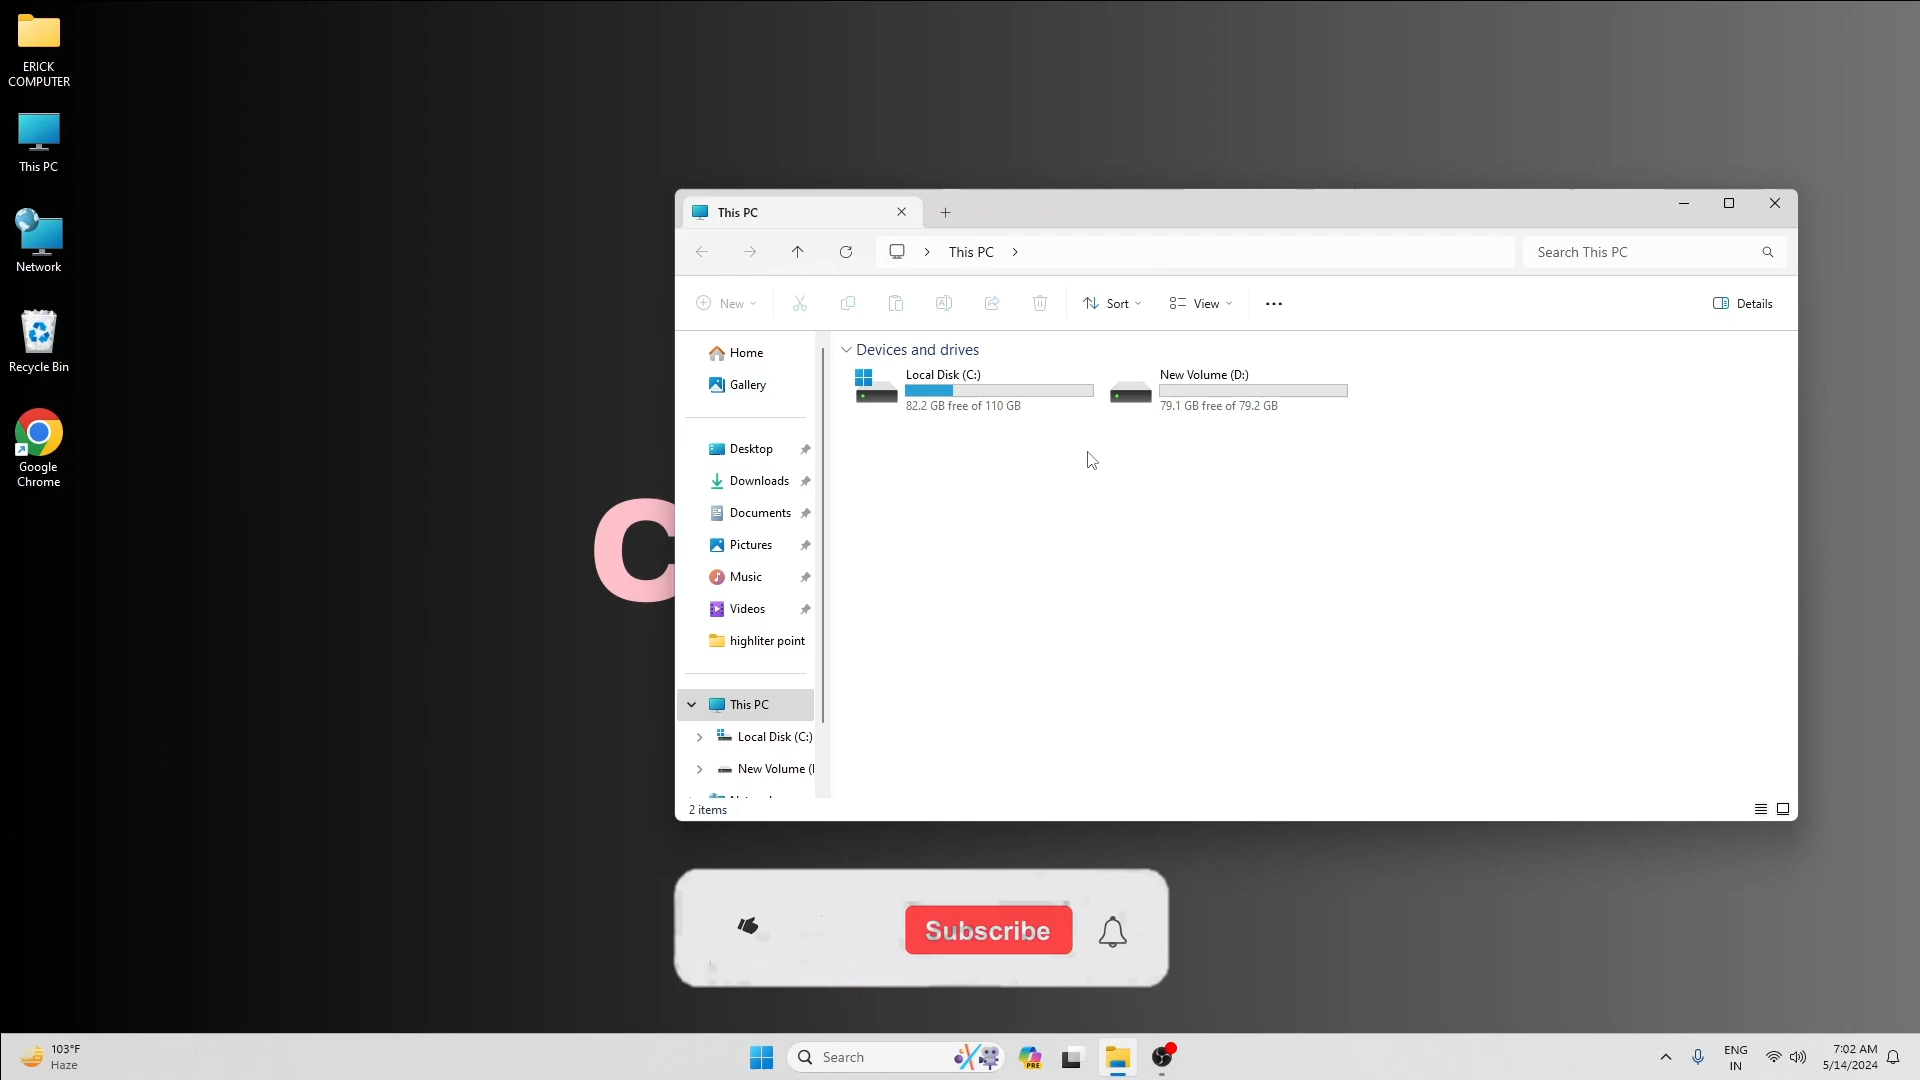 ERICK
COMPUTER
This PC
Network
Recycle Bin
Google
Chrome
C
This PC
This PC
Search This PC
New
Sort
View
Details
Home
Gallery
Desktop
Downloads
Documents
Pictures
Music
Videos
highliter point
This PC
Local Disk (C:)
New Volume (
Devices and drives
Local Disk (C:)
82.2 GB free of 110 GB
New Volume (D:)
79.1 GB free of 79.2 GB
2 items
Subscribe
103°F
Haze
Search
PRE
ENG
IN
7:02 AM
5/14/2024